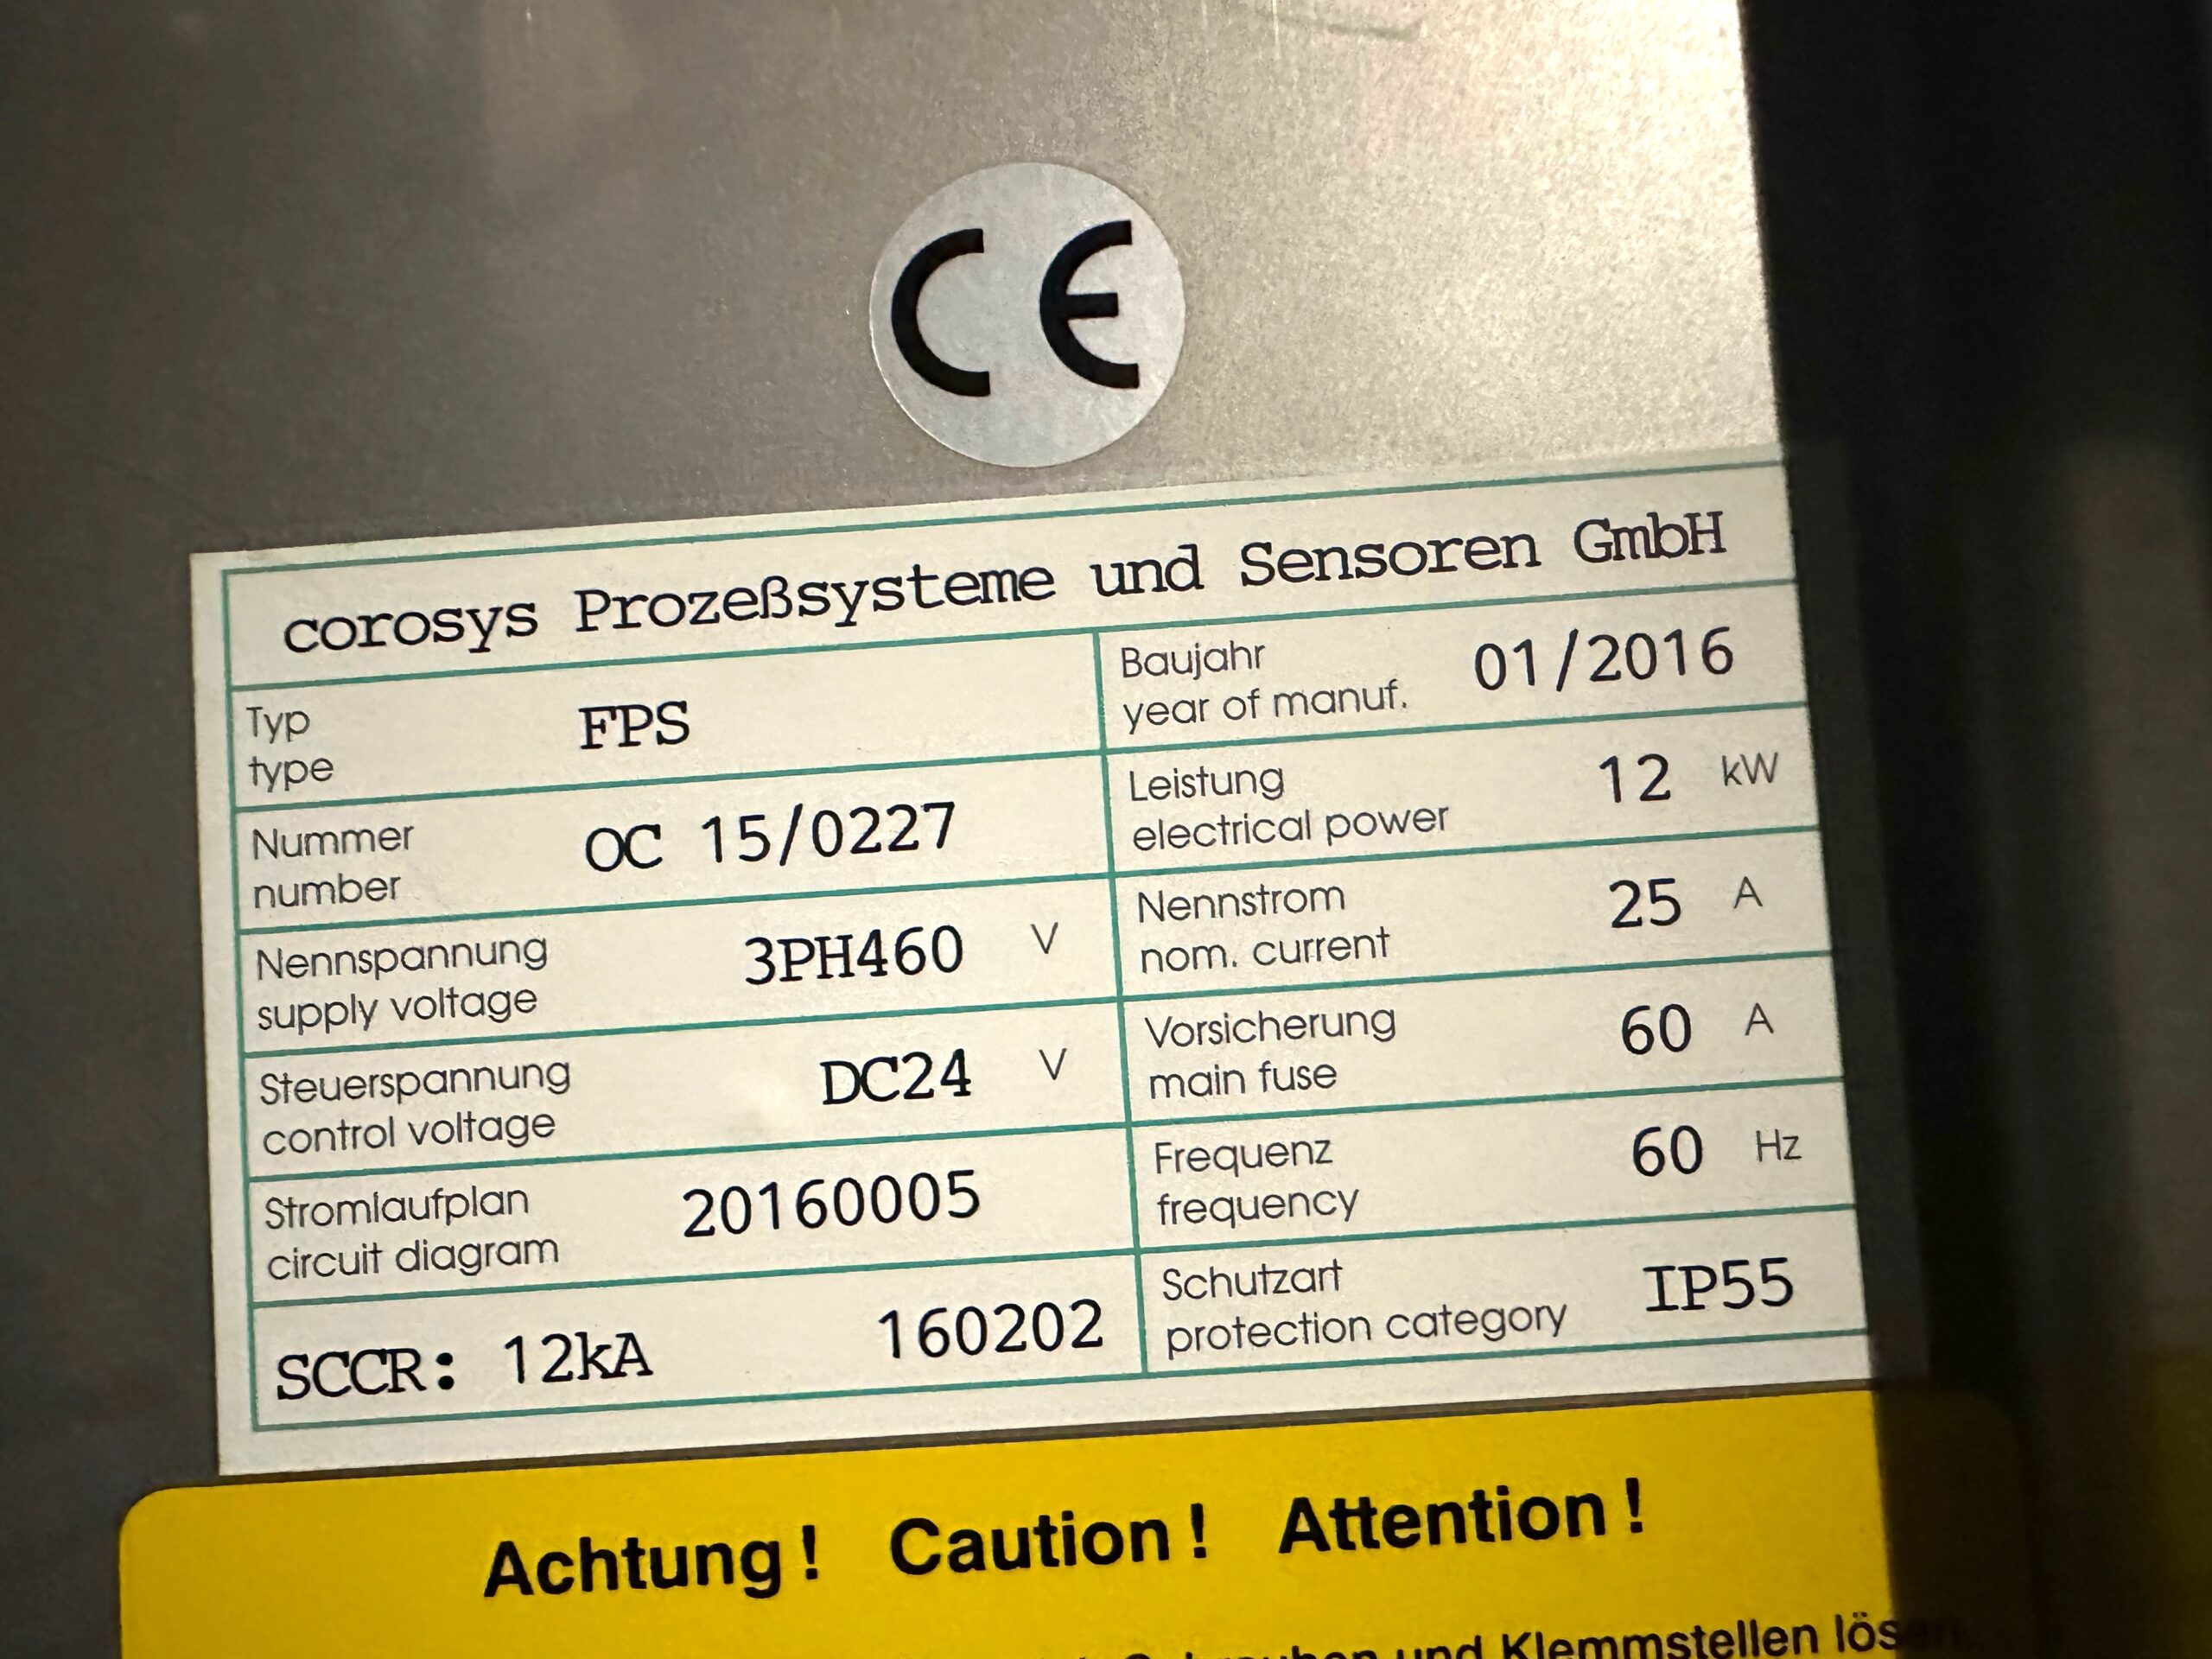 CE
corosys Prozeßsysteme und Sensoren GmbH
Typ
type
FPS
Baujahr
year of manuf.
01/2016
Nummer
number
OC 15/0227
Leistung
electrical power
12 kW
Nennspannung
supply voltage
3PH460 V
Nennstrom
nom. current
25 A
Steuerspannung
control voltage
DC24 V
Vorsicherung
main fuse
60 A
Stromlaufplan
circuit diagram
20160005
Frequenz
frequency
60 Hz
SCCR: 12kA 160202
Schutzart
protection category
IP55
Achtung! Caution! Attention!
und Klemmstellen lösen